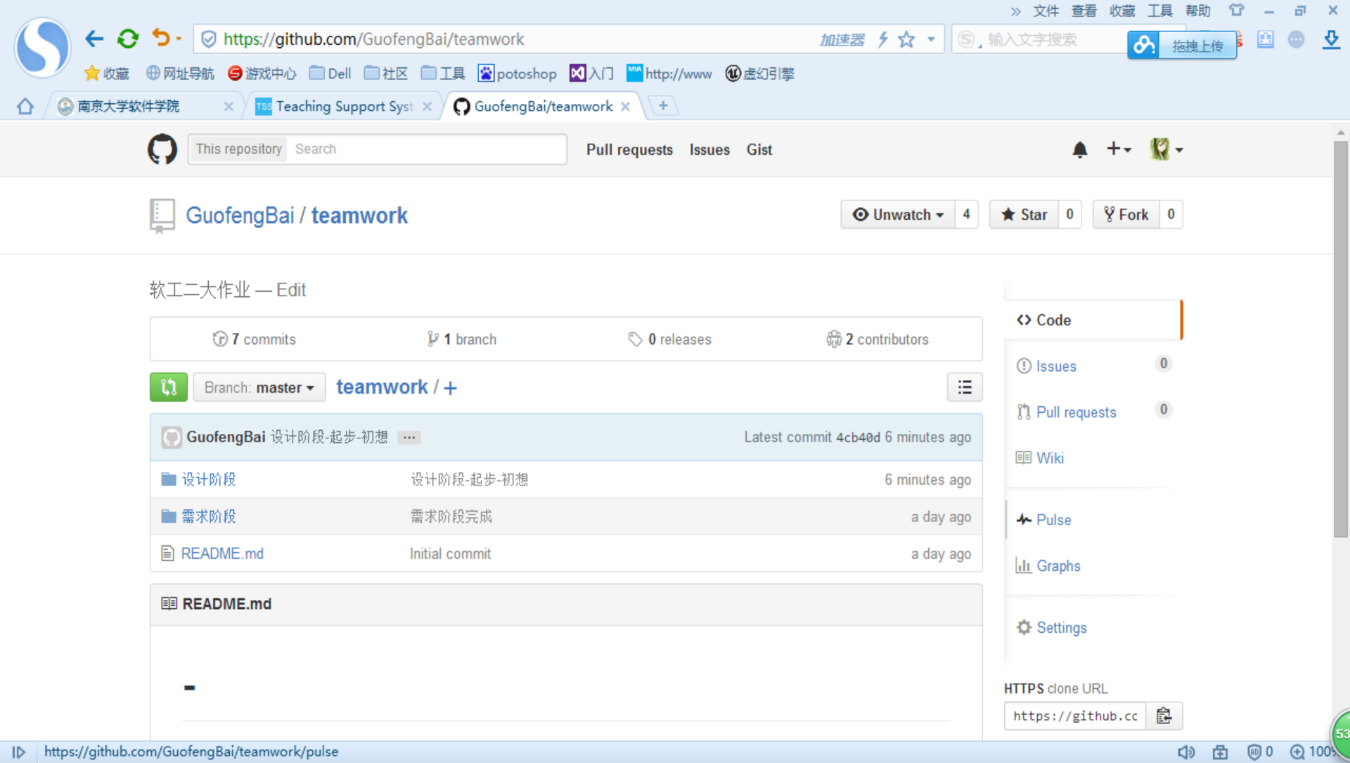 » 文件 查看 收藏 工具 帮助
https://github.com/GuofengBai/teamwork 加速器 输入文字搜索 拖拽上传
收藏 网址导航 游戏中心 Dell 社区 工具 potoshop 入门 http://www 虚幻引擎
南京大学软件学院 × TSS Teaching Support Syst × GuofengBai/teamwork × +
This repository Search Pull requests Issues Gist
GuofengBai / teamwork Unwatch 4 Star 0 Fork 0
软工二大作业 — Edit
7 commits 1 branch 0 releases 2 contributors
Branch: master teamwork / +
GuofengBai 设计阶段-起步-初想 ··· Latest commit 4cb40d 6 minutes ago
设计阶段 设计阶段-起步-初想 6 minutes ago
需求阶段 需求阶段完成 a day ago
README.md Initial commit a day ago
README.md
-
Code
Issues 0
Pull requests 0
Wiki
Pulse
Graphs
Settings
HTTPS clone URL
https://github.cc
53
https://github.com/GuofengBai/teamwork/pulse 0 100%